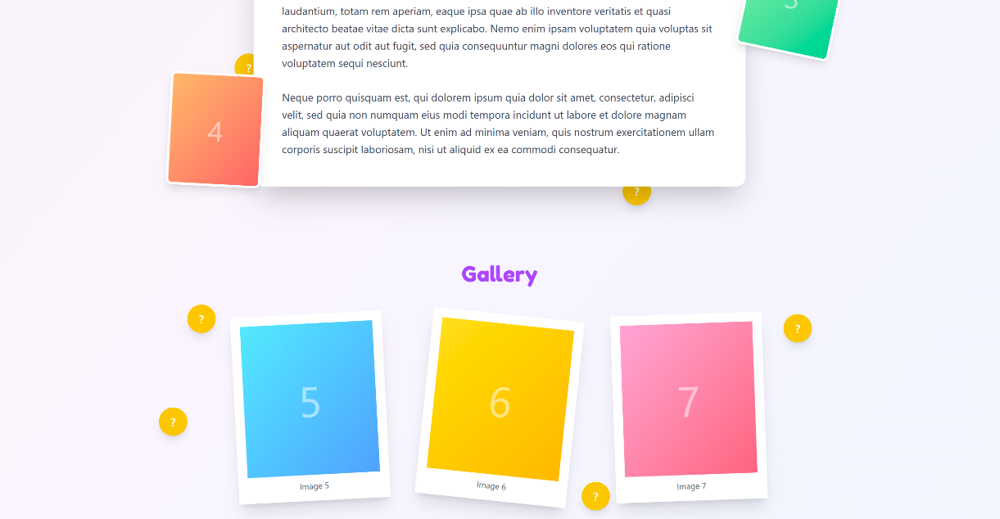 3
laudantium, totam rem aperiam, eaque ipsa quae ab illo inventore veritatis et quasi
architecto beatae vitae dicta sunt explicabo. Nemo enim ipsam voluptatem quia voluptas sit
aspernatur aut odit aut fugit, sed quia consequuntur magni dolores eos qui ratione
voluptatem sequi nesciunt.
?
4
Neque porro quisquam est, qui dolorem ipsum quia dolor sit amet, consectetur, adipisci
velit, sed quia non numquam eius modi tempora incidunt ut labore et dolore magnam
aliquam quaerat voluptatem. Ut enim ad minima veniam, quis nostrum exercitationem ullam
corporis suscipit laboriosam, nisi ut aliquid ex ea commodi consequatur.
?
Gallery
?
?
5
6
7
?
Image 5
Image 6
Image 7
?